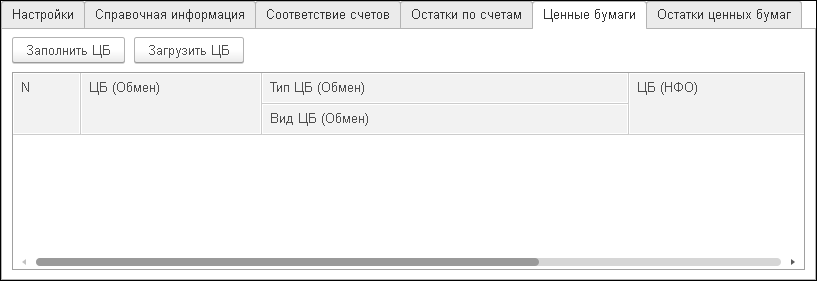 Настройки Справочная информация Соответствие счетов Остатки по счетам Ценные бумаги Остатки ценных бумаг
Заполнить ЦБ Загрузить ЦБ
N ЦБ (Обмен) Тип ЦБ (Обмен) ЦБ (НФО)
Вид ЦБ (Обмен)